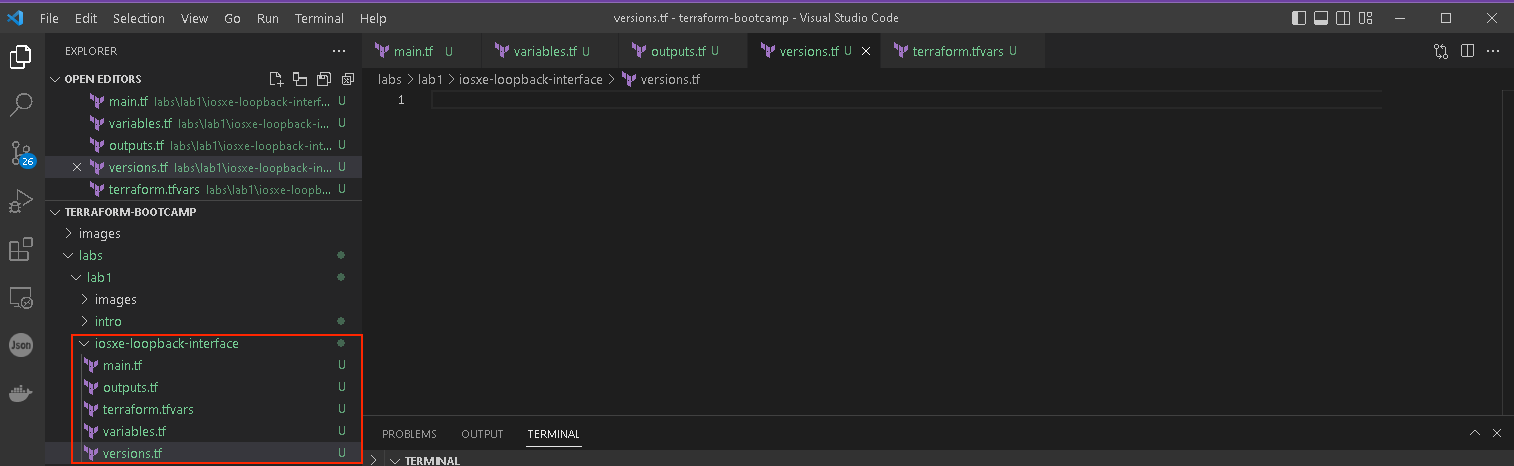 File Edit Selection View Go Run Terminal Help versions.tf - terraform-bootcamp - Visual Studio Code
EXPLORER
main.tf U variables.tf U outputs.tf U versions.tf U terraform.tfvars U
OPEN EDITORS
labs > lab1 > iosxe-loopback-interface > versions.tf
1
main.tf labs\lab1\iosxe-loopback-interf... U
variables.tf labs\lab1\iosxe-loopback-i... U
outputs.tf labs\lab1\iosxe-loopback-int... U
versions.tf labs\lab1\iosxe-loopback-in... U
terraform.tfvars labs\lab1\iosxe-loopb... U
26
TERRAFORM-BOOTCAMP
images
labs
lab1
images
intro
iosxe-loopback-interface
Json
main.tf U
outputs.tf U
terraform.tfvars U
variables.tf U
versions.tf U
PROBLEMS OUTPUT TERMINAL
TERMINAL